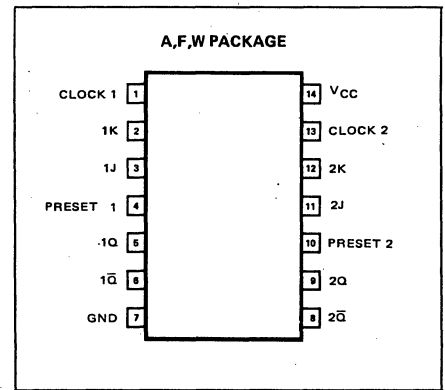 A,F,W PACKAGE
CLOCK 1 1 14 VCC
1K 2 13 CLOCK 2
1J 3 12 2K
PRESET 1 4 11 2J
1Q 5 10 PRESET 2
1Q̅ 6 9 2Q
GND 7 8 2Q̅